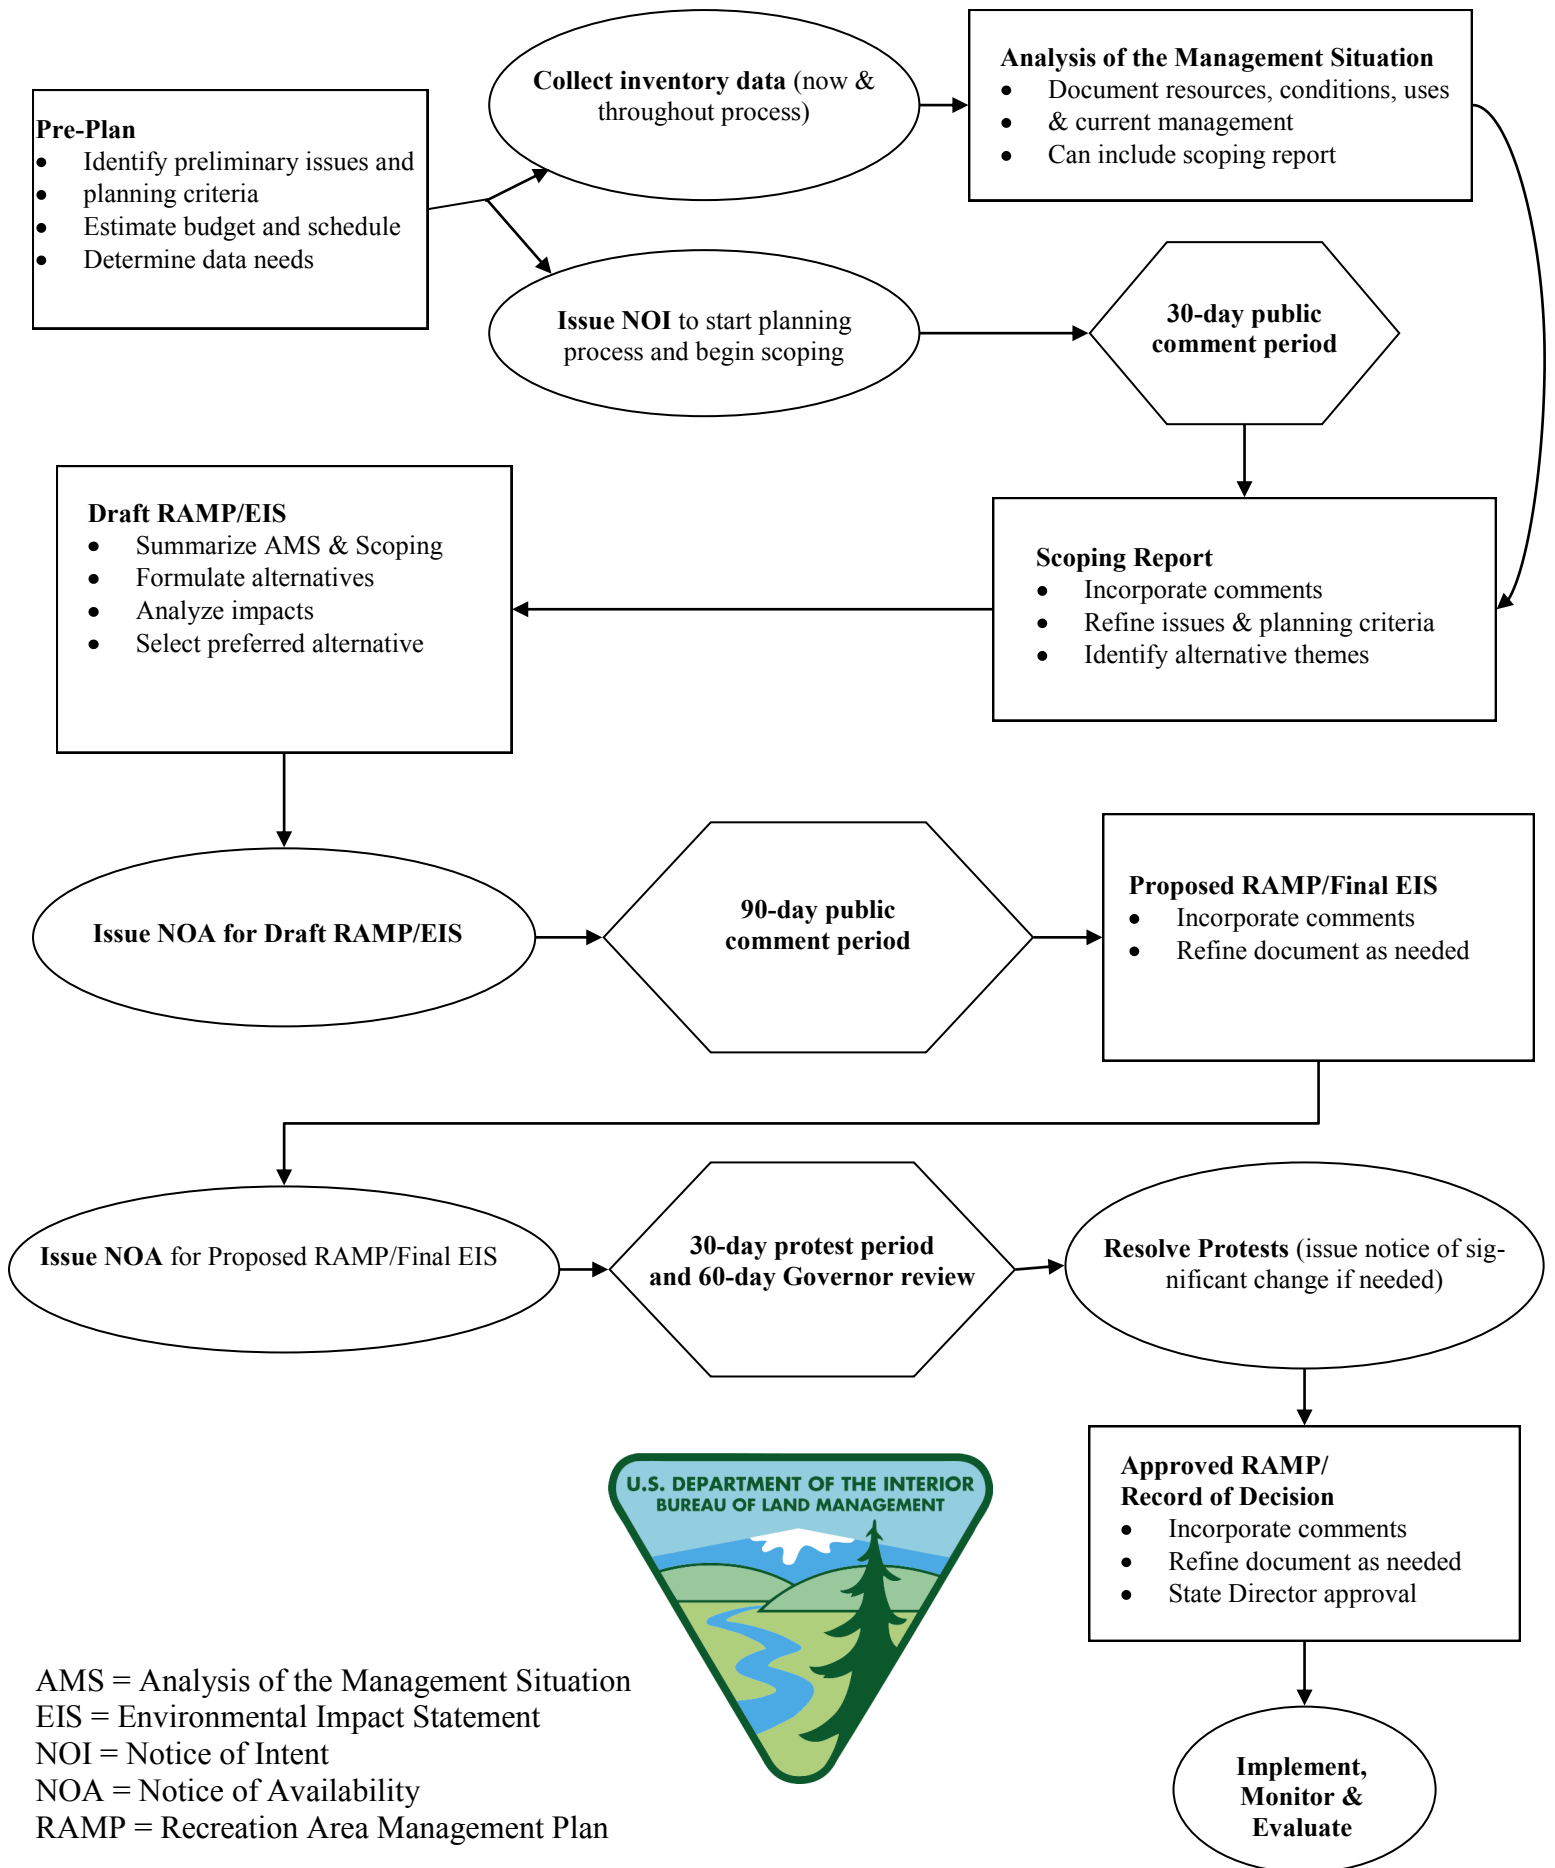 Pre-Plan
• Identify preliminary issues and
• planning criteria
• Estimate budget and schedule
• Determine data needs
Collect inventory data (now &
throughout process)
Analysis of the Management Situation
• Document resources, conditions, uses
• & current management
• Can include scoping report
Issue NOI to start planning
process and begin scoping
30-day public
comment period
Scoping Report
• Incorporate comments
• Refine issues & planning criteria
• Identify alternative themes
Draft RAMP/EIS
• Summarize AMS & Scoping
• Formulate alternatives
• Analyze impacts
• Select preferred alternative
Issue NOA for Draft RAMP/EIS
90-day public
comment period
Proposed RAMP/Final EIS
• Incorporate comments
• Refine document as needed
Issue NOA for Proposed RAMP/Final EIS
30-day protest period
and 60-day Governor review
Resolve Protests (issue notice of sig-
nificant change if needed)
Approved RAMP/
Record of Decision
• Incorporate comments
• Refine document as needed
• State Director approval
Implement,
Monitor &
Evaluate
U.S. DEPARTMENT OF THE INTERIOR
BUREAU OF LAND MANAGEMENT
AMS = Analysis of the Management Situation
EIS = Environmental Impact Statement
NOI = Notice of Intent
NOA = Notice of Availability
RAMP = Recreation Area Management Plan